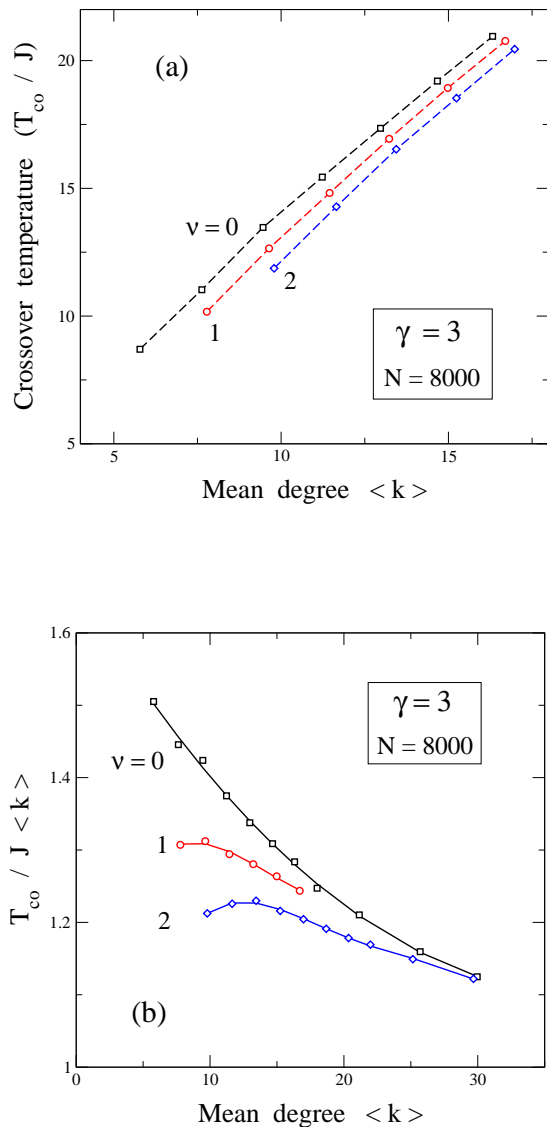 (a)
Crossover temperature (T_co / J)
20
15
10
5
ν = 0
1
2
γ = 3
N = 8000
5
10
15
Mean degree < k >
(b)
T_co / J < k >
1.6
1.4
1.2
1
ν = 0
1
2
γ = 3
N = 8000
0
10
20
30
Mean degree < k >